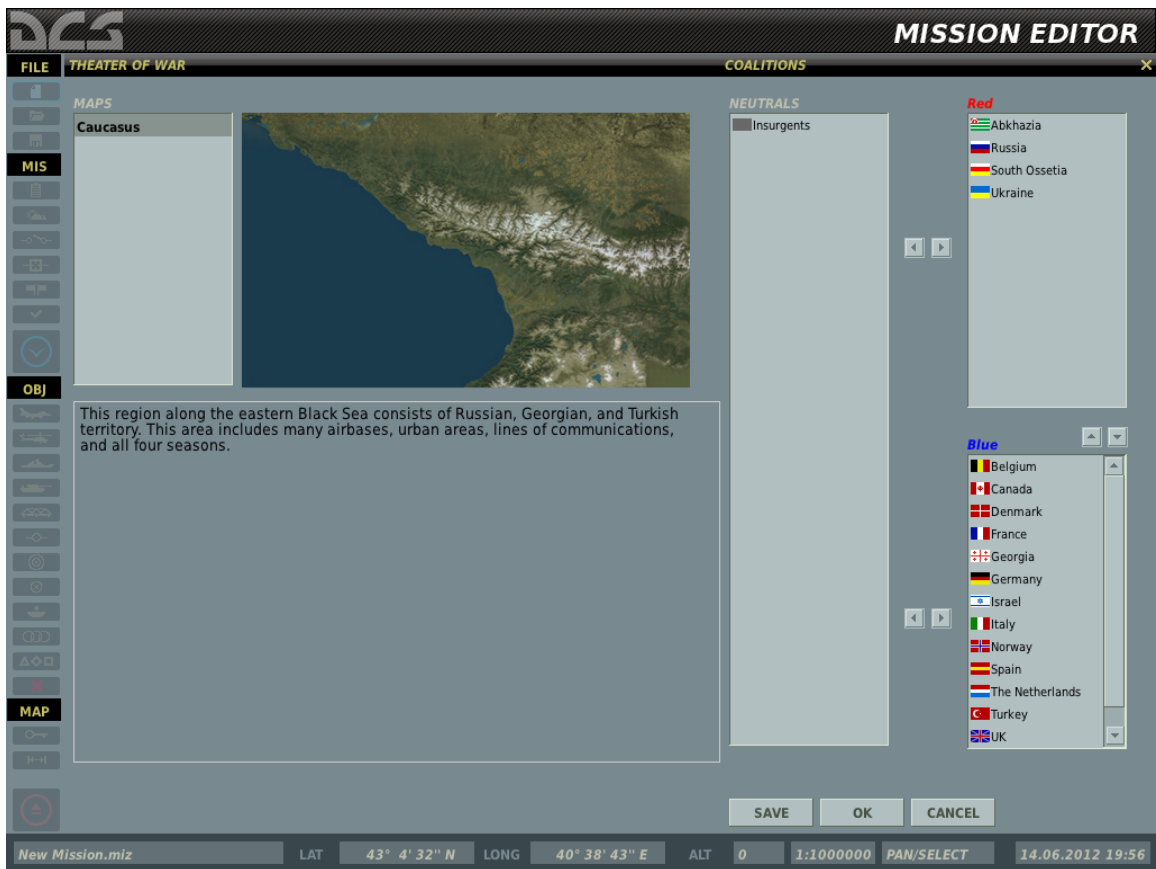 DCS
MISSION EDITOR
FILE
THEATER OF WAR
COALITIONS
MAPS
Caucasus
NEUTRALS
Insurgents
Red
Abkhazia
Russia
South Ossetia
Ukraine
MIS
OBJ
This region along the eastern Black Sea consists of Russian, Georgian, and Turkish
territory. This area includes many airbases, urban areas, lines of communications,
and all four seasons.
Blue
Belgium
Canada
Denmark
France
Georgia
Germany
Israel
Italy
Norway
Spain
The Netherlands
Turkey
UK
MAP
SAVE OK CANCEL
New Mission.miz LAT 43° 4' 32" N LONG 40° 38' 43" E ALT 0 1:1000000 PAN/SELECT 14.06.2012 19:56